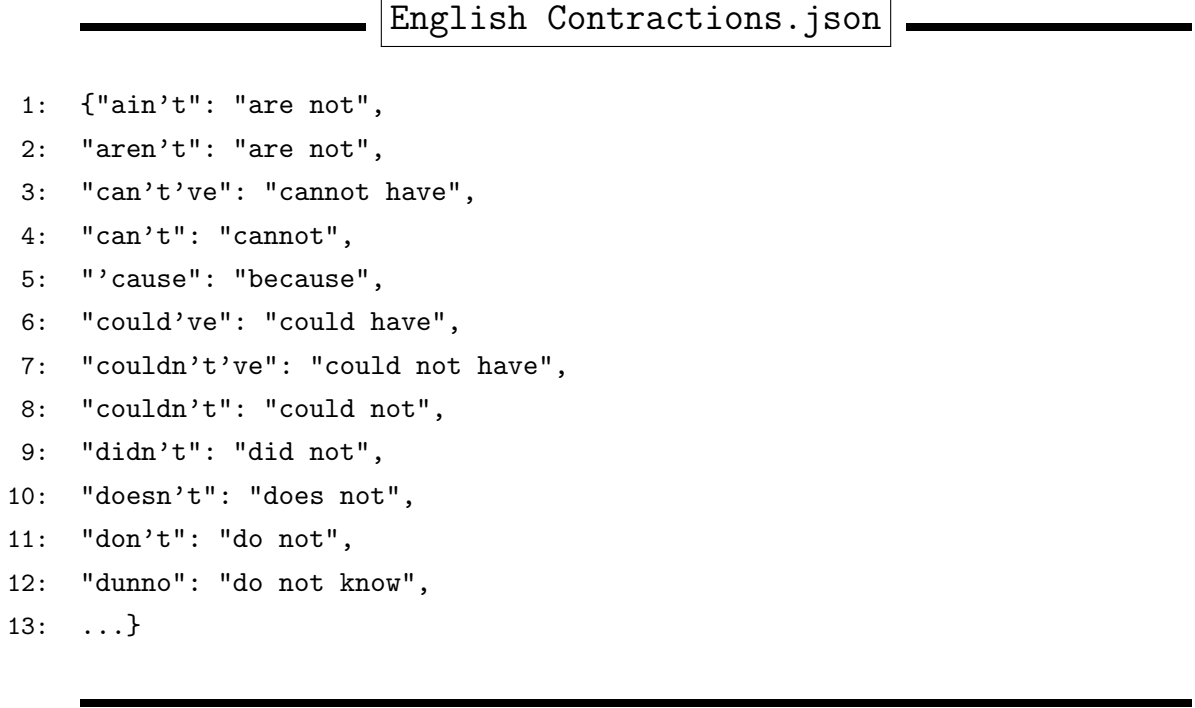 English Contractions.json
1: {"ain’t": "are not",
2: "aren’t": "are not",
3: "can’t’ve": "cannot have",
4: "can’t": "cannot",
5: "’cause": "because",
6: "could’ve": "could have",
7: "couldn’t’ve": "could not have",
8: "couldn’t": "could not",
9: "didn’t": "did not",
10: "doesn’t": "does not",
11: "don’t": "do not",
12: "dunno": "do not know",
13: ...}